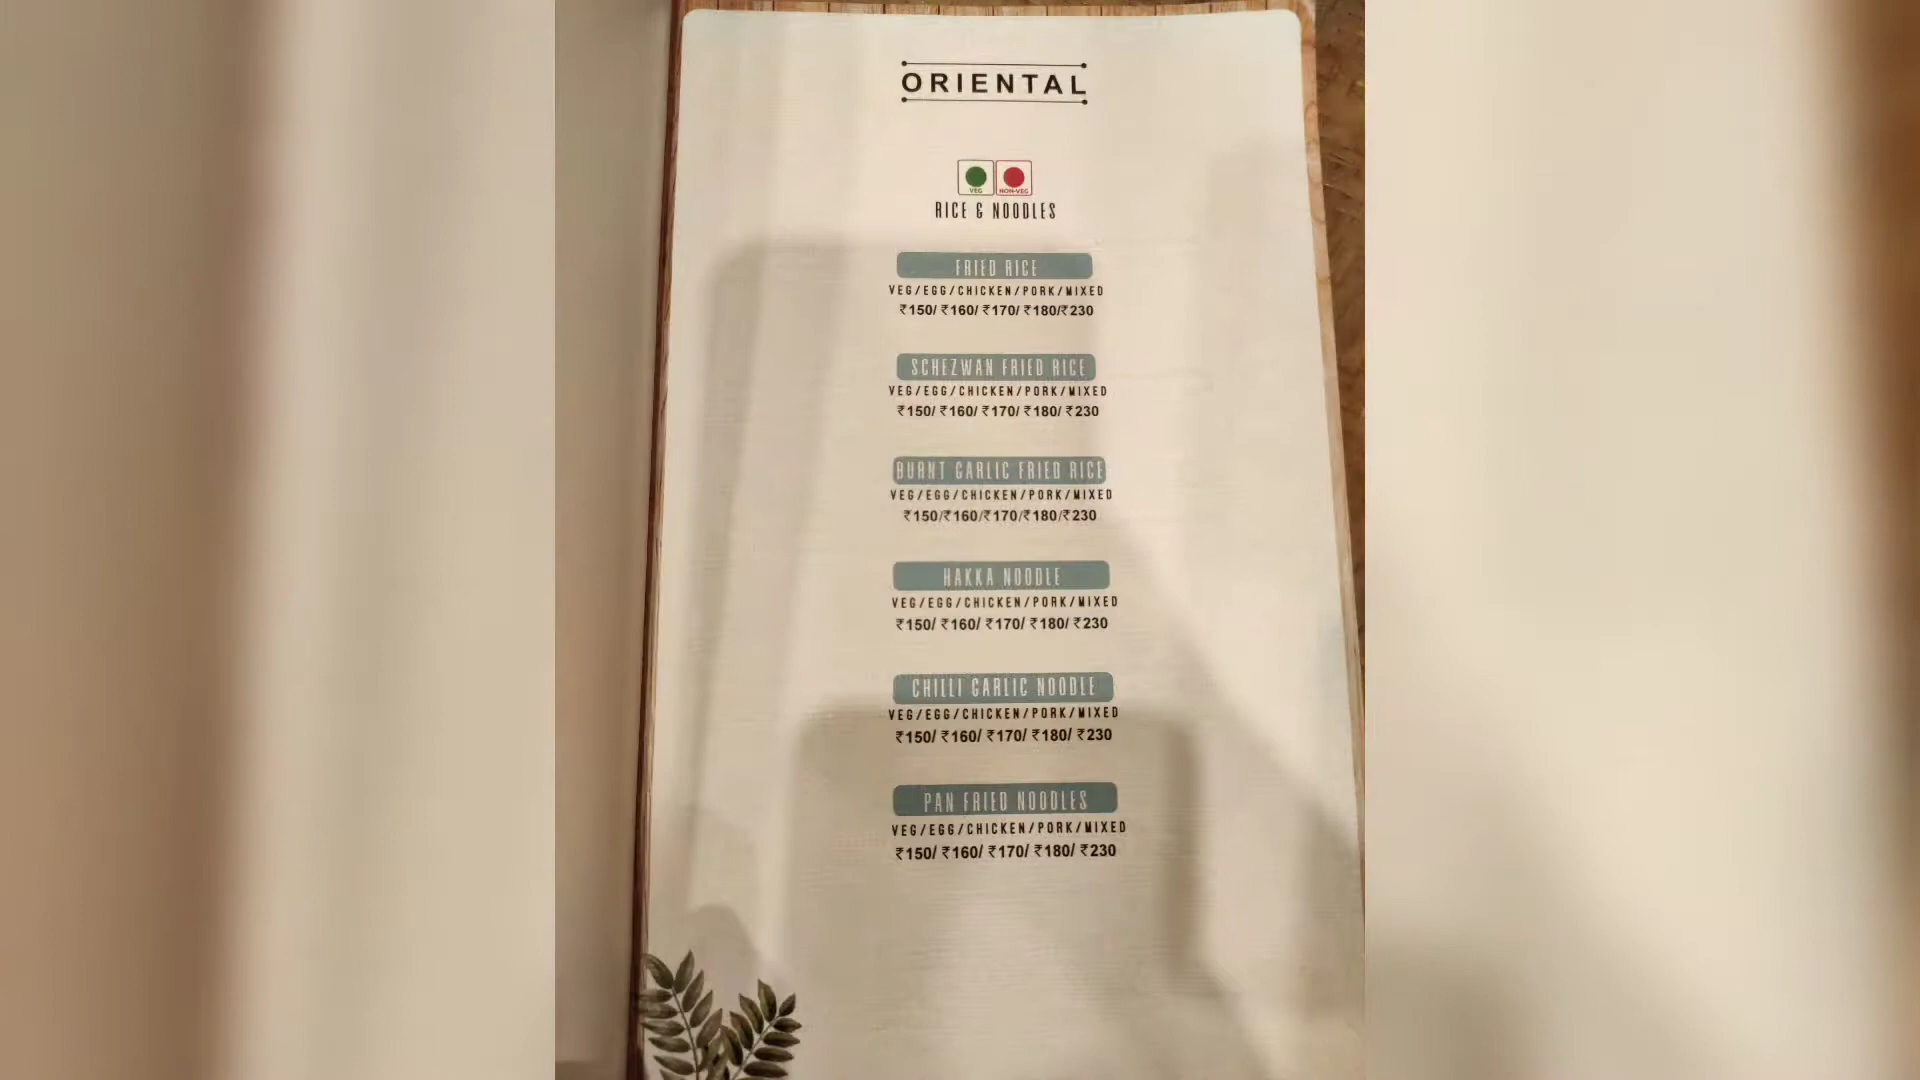 ORIENTAL
VEG NON-VEG
RICE & NOODLES
FRIED RICE
VEG/EGG/CHICKEN/PORK/MIXED
₹150/ ₹160/ ₹170/ ₹180/₹230
SCHEZWAN FRIED RICE
VEG/EGG/CHICKEN/PORK/MIXED
₹150/ ₹160/ ₹170/ ₹180/ ₹230
BURNT GARLIC FRIED RICE
VEG/EGG/CHICKEN/PORK/MIXED
₹150/₹160/₹170/₹180/₹230
HAKKA NOODLE
VEG/EGG/CHICKEN/PORK/MIXED
₹150/ ₹160/ ₹170/ ₹180/ ₹230
CHILLI GARLIC NOODLE
VEG/EGG/CHICKEN/PORK/MIXED
₹150/ ₹160/ ₹170/ ₹180/ ₹230
PAN FRIED NOODLES
VEG/EGG/CHICKEN/PORK/MIXED
₹150/ ₹160/ ₹170/ ₹180/ ₹230